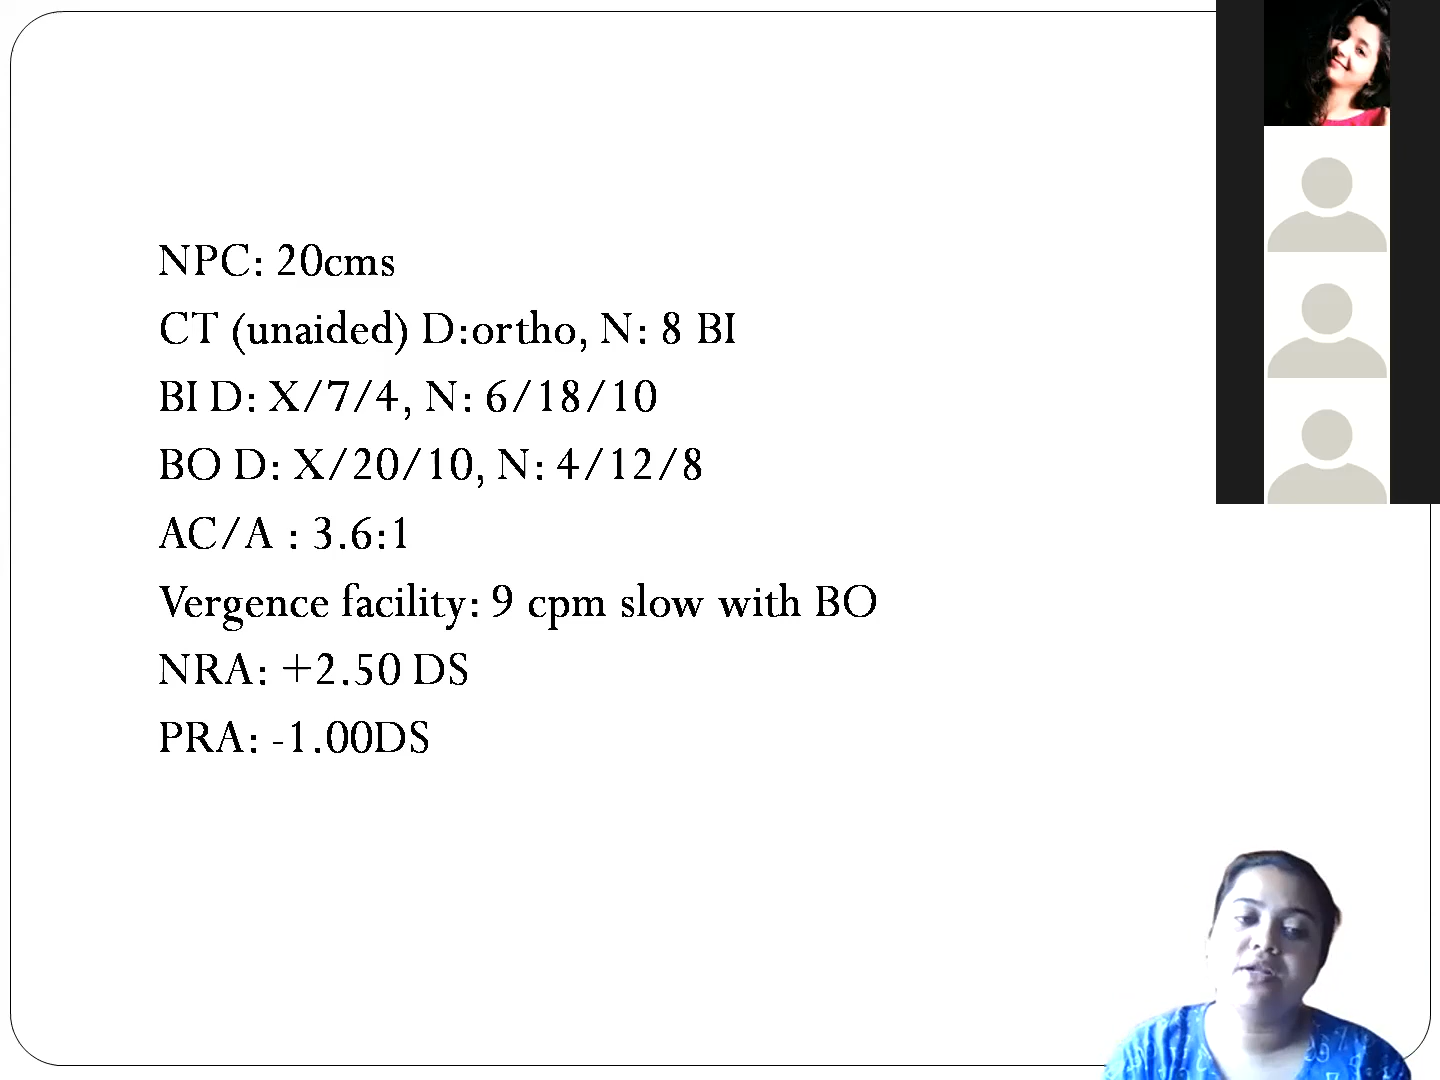 NPC: 20cms
CT (unaided) D:ortho, N: 8 BI
BI D: X/7/4, N: 6/18/10
BO D: X/20/10, N: 4/12/8
AC/A : 3.6:1
Vergence facility: 9 cpm slow with BO
NRA: +2.50 DS
PRA: -1.00DS